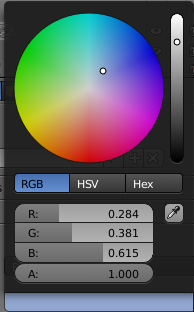 RGB HSV Hex
R: 0.284
G: 0.381
B: 0.615
A: 1.000